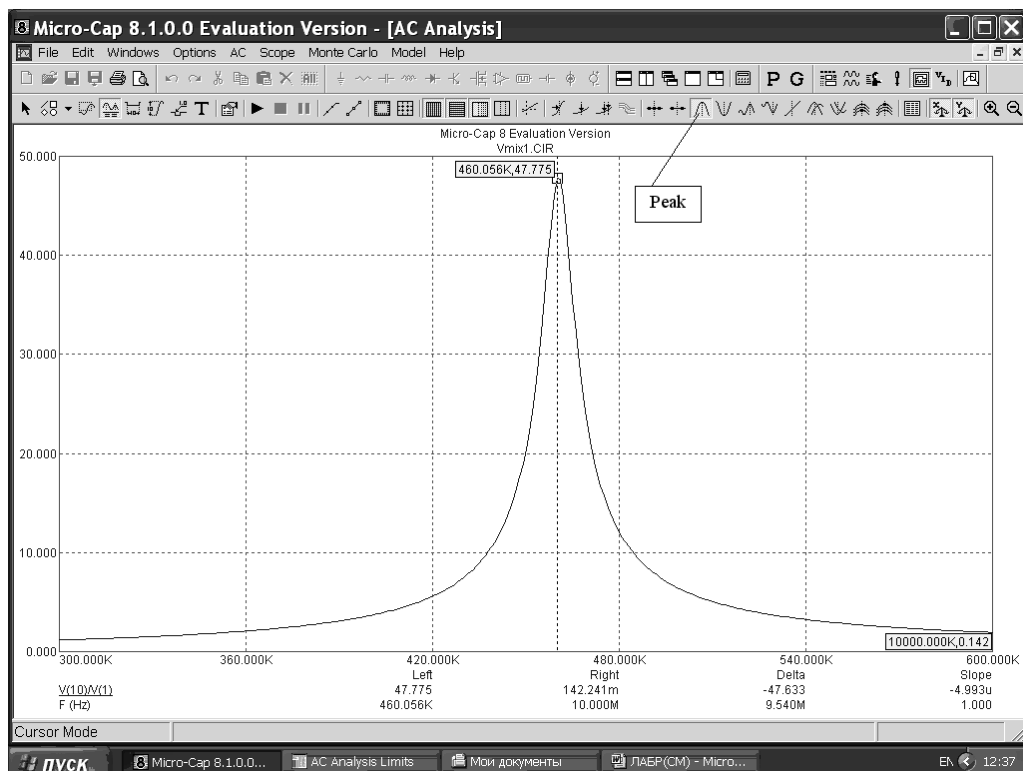 Micro-Cap 8.1.0.0 Evaluation Version - [AC Analysis]
File Edit Windows Options AC Scope Monte Carlo Model Help
P G
T
Micro-Cap 8 Evaluation Version
Vmix1.CIR
50.000
460.056K,47.775
Peak
40.000
30.000
20.000
10.000
10000.000K,0.142
0.000
300.000K 360.000K 420.000K 480.000K 540.000K 600.000K
Left Right Delta Slope
V(10)/V(1) 47.775 142.241m -47.633 -4.993u
F (Hz) 460.056K 10.000M 9.540M 1.000
Cursor Mode
пуск Micro-Cap 8.1.0.0... AC Analysis Limits Мои документы ЛАБР(СМ) - Micro... EN 12:37